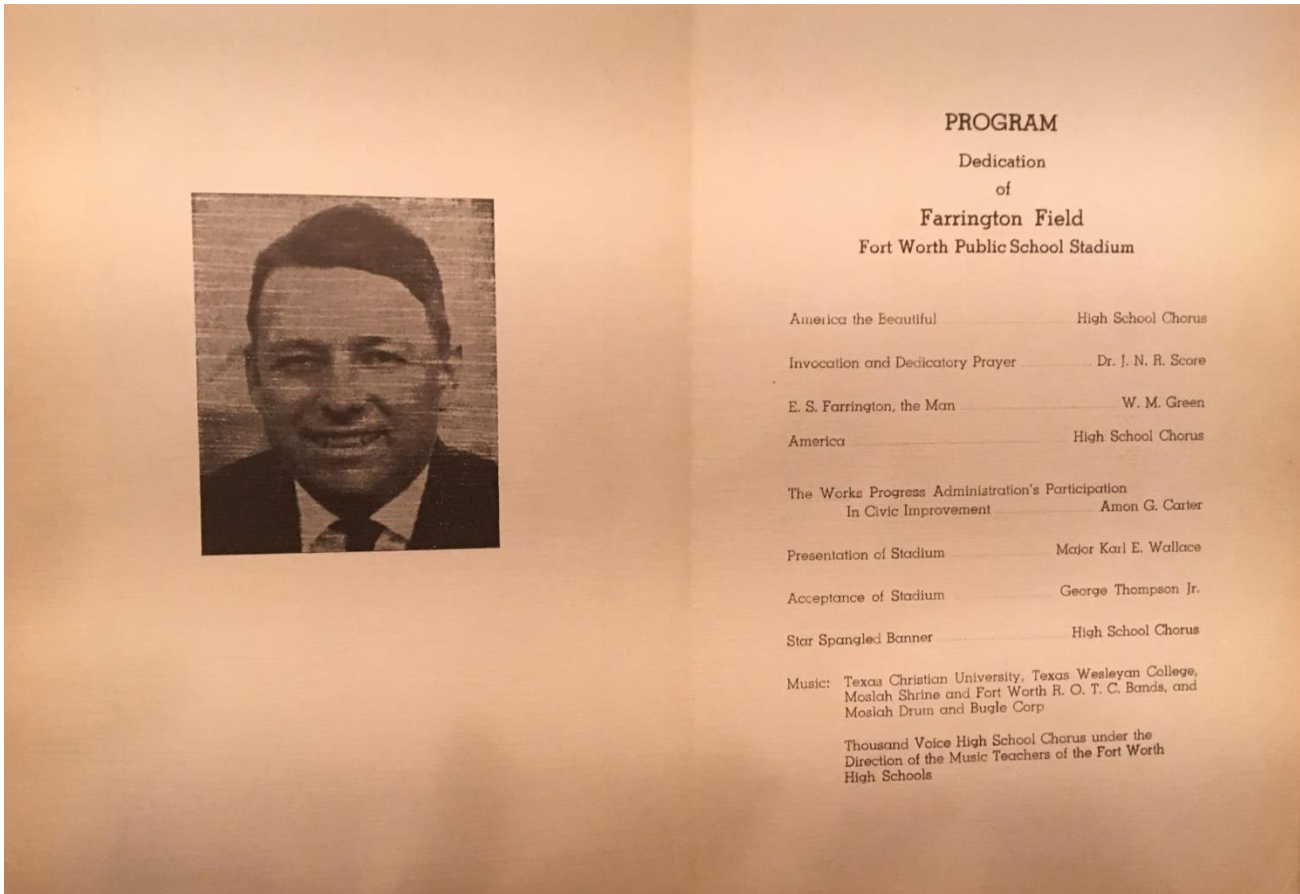 PROGRAM
Dedication
of
Farrington Field
Fort Worth Public School Stadium
America the Beautiful High School Chorus
Invocation and Dedicatory Prayer Dr. J. N. R. Score
E. S. Farrington, the Man W. M. Green
America High School Chorus
The Works Progress Administration's Participation
In Civic Improvement Amon G. Carter
Presentation of Stadium Major Karl E. Wallace
Acceptance of Stadium George Thompson Jr.
Star Spangled Banner High School Chorus
Music: Texas Christian University, Texas Wesleyan College,
Moslah Shrine and Fort Worth R. O. T. C. Bands, and
Moslah Drum and Bugle Corp
Thousand Voice High School Chorus under the
Direction of the Music Teachers of the Fort Worth
High Schools